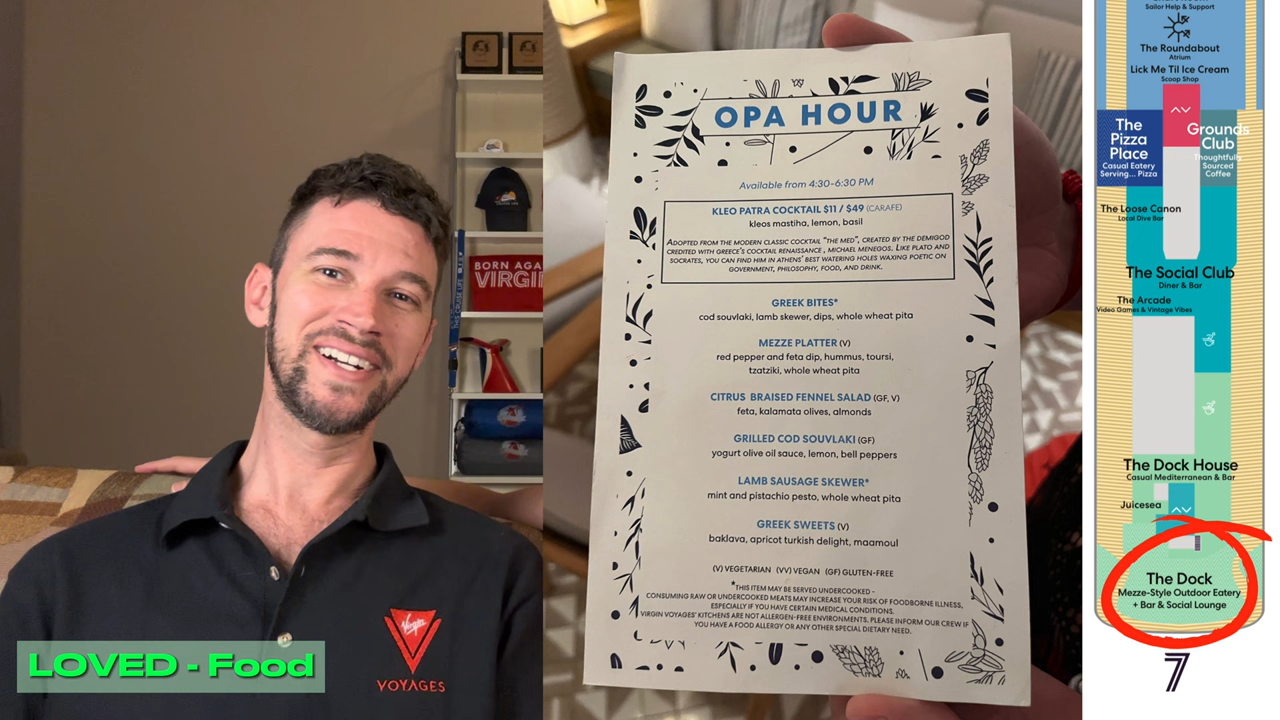 BORN AGA
VIRGI
Virgin
VOYAGES
LOVED - Food
OPA HOUR
Available from 4:30-6:30 PM
KLEO PATRA COCKTAIL $11 / $49 (CARAFE)
kleos mastiha, lemon, basil
ADOPTED FROM THE MODERN CLASSIC COCKTAIL "THE MED", CREATED BY THE DEMIGOD
CREDITED WITH GREECE'S COCKTAIL RENAISSANCE , MICHAEL MENEGOS. LIKE PLATO AND
SOCRATES, YOU CAN FIND HIM IN ATHENS' BEST WATERING HOLES WAXING POETIC ON
GOVERNMENT, PHILOSOPHY, FOOD, AND DRINK.
GREEK BITES*
cod souvlaki, lamb skewer, dips, whole wheat pita
MEZZE PLATTER (V)
red pepper and feta dip, hummus, toursi,
tzatziki, whole wheat pita
CITRUS BRAISED FENNEL SALAD (GF, V)
feta, kalamata olives, almonds
GRILLED COD SOUVLAKI (GF)
yogurt olive oil sauce, lemon, bell peppers
LAMB SAUSAGE SKEWER*
mint and pistachio pesto, whole wheat pita
GREEK SWEETS (V)
baklava, apricot turkish delight, maamoul
(V) VEGETARIAN (VV) VEGAN (GF) GLUTEN-FREE
*THIS ITEM MAY BE SERVED UNDERCOOKED -
CONSUMING RAW OR UNDERCOOKED MEATS MAY INCREASE YOUR RISK OF FOODBORNE ILLNESS,
ESPECIALLY IF YOU HAVE CERTAIN MEDICAL CONDITIONS.
VIRGIN VOYAGES' KITCHENS ARE NOT ALLERGEN-FREE ENVIRONMENTS. PLEASE INFORM OUR CREW IF
YOU HAVE A FOOD ALLERGY OR ANY OTHER SPECIAL DIETARY NEED.
Sailor Help & Support
The Roundabout
Atrium
Lick Me Til Ice Cream
Scoop Shop
The
Pizza
Place
Casual Eatery
Serving... Pizza
Grounds
Club
Thoughtfully
Sourced
Coffee
The Loose Canon
Local Dive Bar
The Social Club
Diner & Bar
The Arcade
Video Games & Vintage Vibes
The Dock House
Casual Mediterranean & Bar
Juicesea
The Dock
Mezze-Style Outdoor Eatery
+ Bar & Social Lounge
7